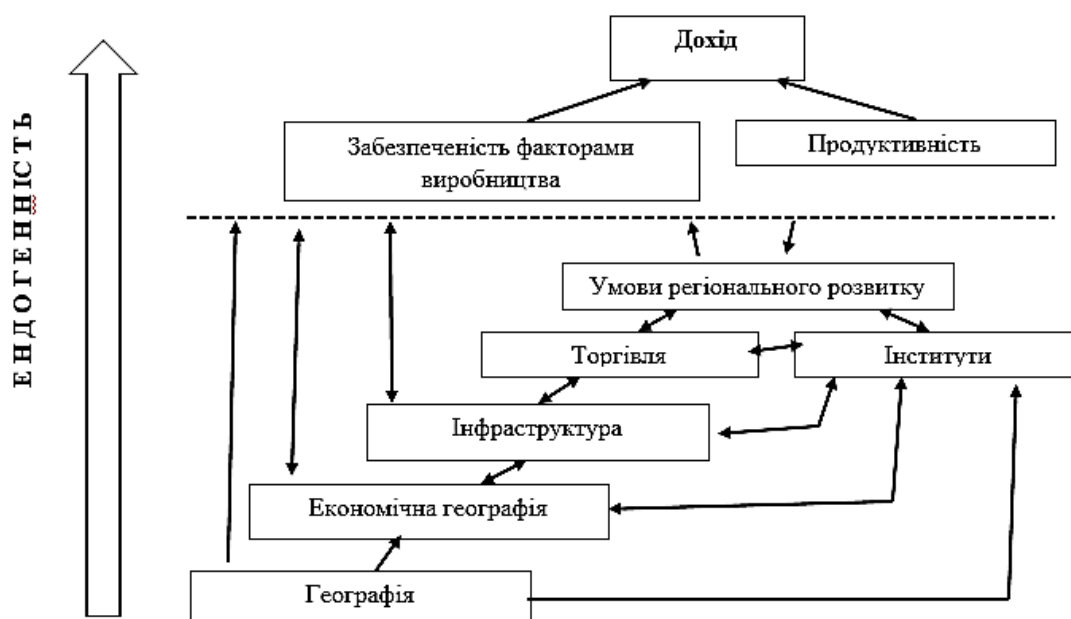 Дохід
Забезпеченість факторами
виробництва
Продуктивність
Умови регіонального розвитку
Торгівля
Інститути
Інфраструктура
Економічна географія
Географія
ЕНДОГЕННІСТЬ